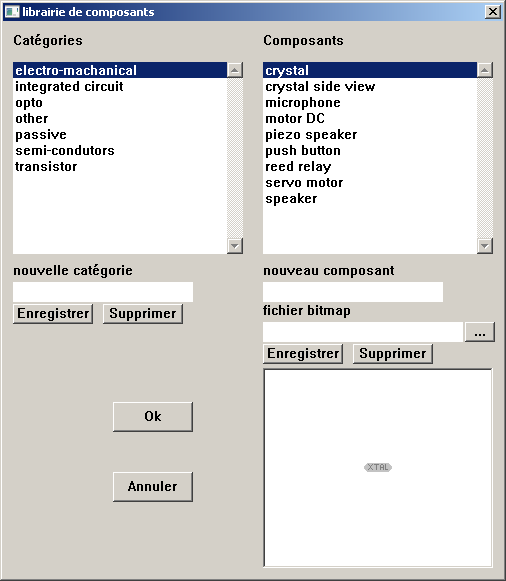 librairie de composants
Catégories
electro-machanical
integrated circuit
opto
other
passive
semi-condutors
transistor
nouvelle catégorie
Enregistrer Supprimer
Ok
Annuler
Composants
crystal
crystal side view
microphone
motor DC
piezo speaker
push button
reed relay
servo motor
speaker
nouveau composant
fichier bitmap
...
Enregistrer Supprimer
XTAL